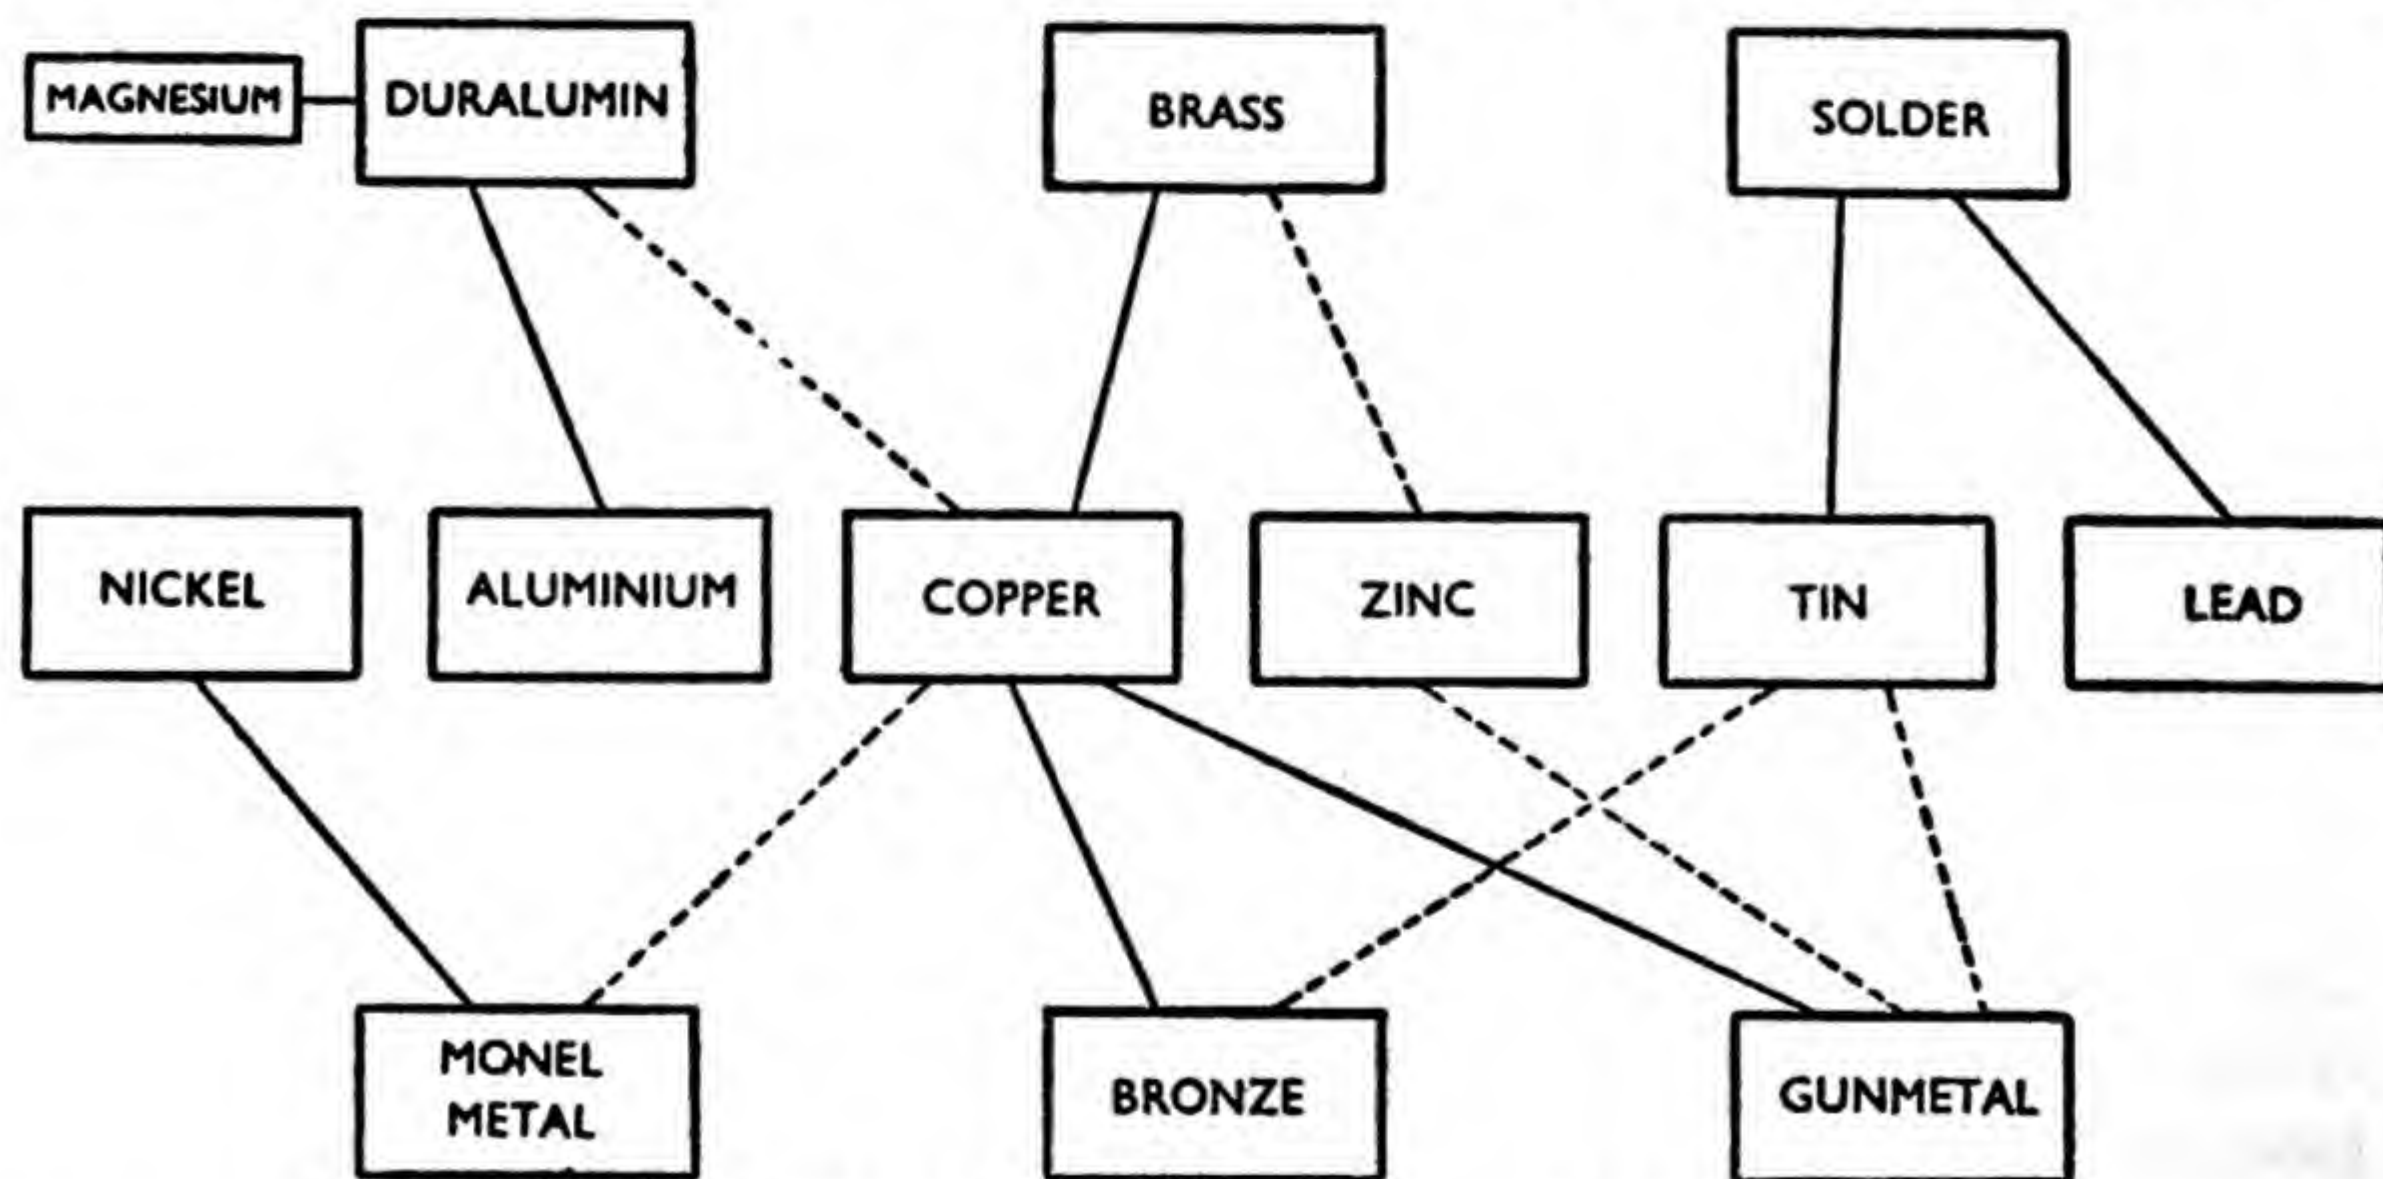 MAGNESIUM
DURALUMIN
BRASS
SOLDER
NICKEL
ALUMINIUM
COPPER
ZINC
TIN
LEAD
MONEL
METAL
BRONZE
GUNMETAL